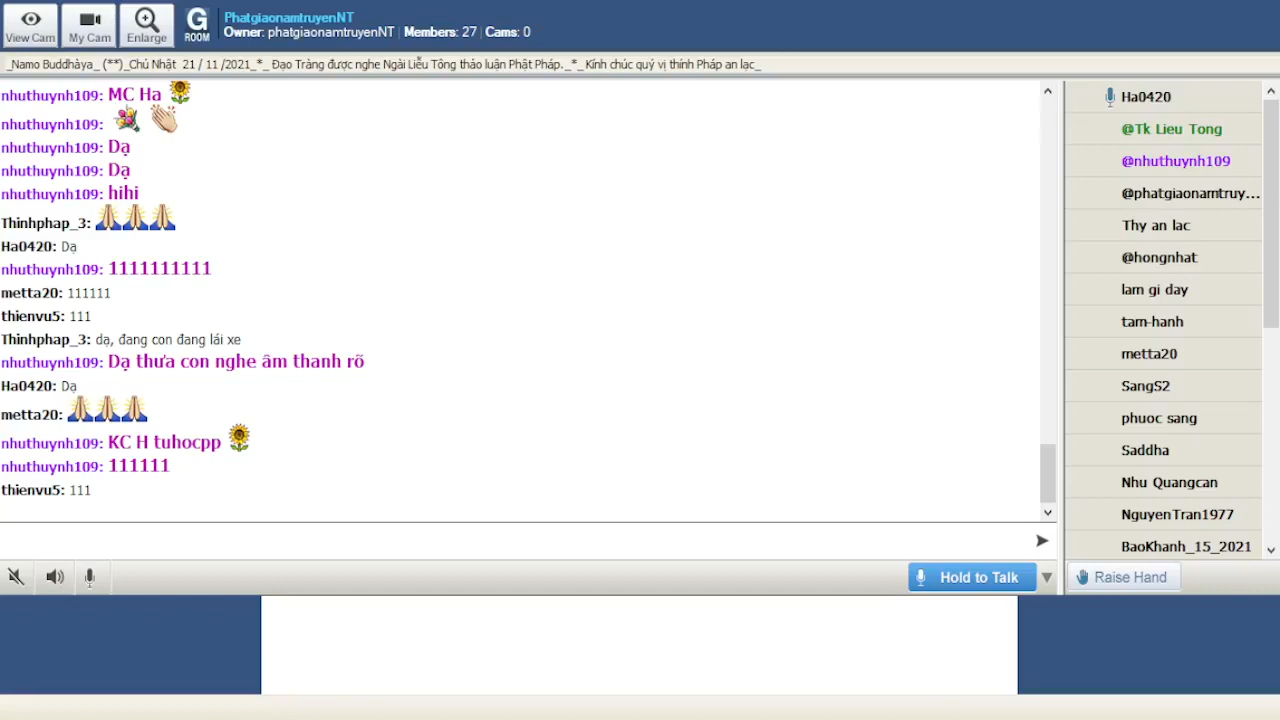 View Cam
My Cam
Enlarge
G
ROOM
PhatgiaonamtruyenNT
Owner: phatgiaonamtruyenNT | Members: 27 | Cams: 0
_Namo Buddhàya_ (**)_Chủ Nhật 21 / 11 /2021_*_ Đạo Tràng được nghe Ngài Liễu Tông thảo luận Phật Pháp._*_Kính chúc quý vị thính Pháp an lạc_
nhuthuynh109: MC Ha
nhuthuynh109:
nhuthuynh109: Dạ
nhuthuynh109: Dạ
nhuthuynh109: hihi
Thinhphap_3:
Ha0420: Dạ
nhuthuynh109: 1111111111
metta20: 111111
thienvu5: 111
Thinhphap_3: dạ, đang con đang lái xe
nhuthuynh109: Dạ thưa con nghe âm thanh rõ
Ha0420: Dạ
metta20:
nhuthuynh109: KC H tuhocpp
nhuthuynh109: 111111
thienvu5: 111
Hold to Talk
Ha0420
@Tk Lieu Tong
@nhuthuynh109
@phatgiaonamtruy...
Thy an lac
@hongnhat
lam gi day
tam-hanh
metta20
SangS2
phuoc sang
Saddha
Nhu Quangcan
NguyenTran1977
BaoKhanh_15_2021
Raise Hand